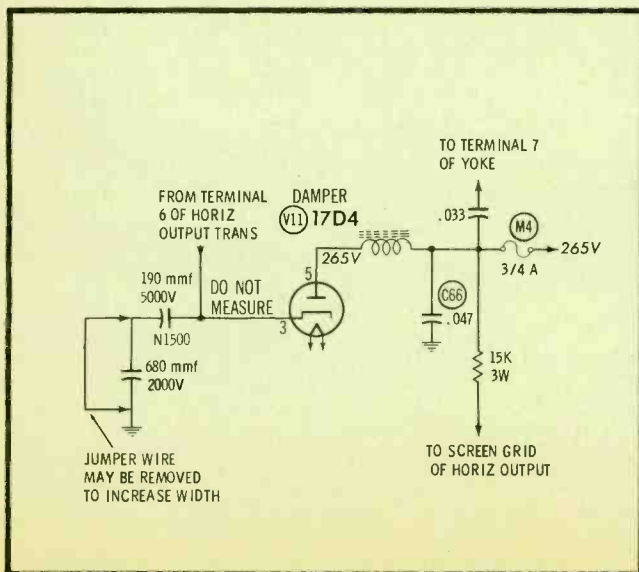 TO TERMINAL 7
OF YOKE
FROM TERMINAL
6 OF HORIZ
OUTPUT TRANS
DAMPER
V11 17D4
.033
M4
265V
265V
3/4 A
190 mmf
5000V
DO NOT
MEASURE
5
3
N1500
C66
.047
680 mmf
2000V
15K
3W
JUMPER WIRE
MAY BE REMOVED
TO INCREASE WIDTH
TO SCREEN GRID
OF HORIZ OUTPUT